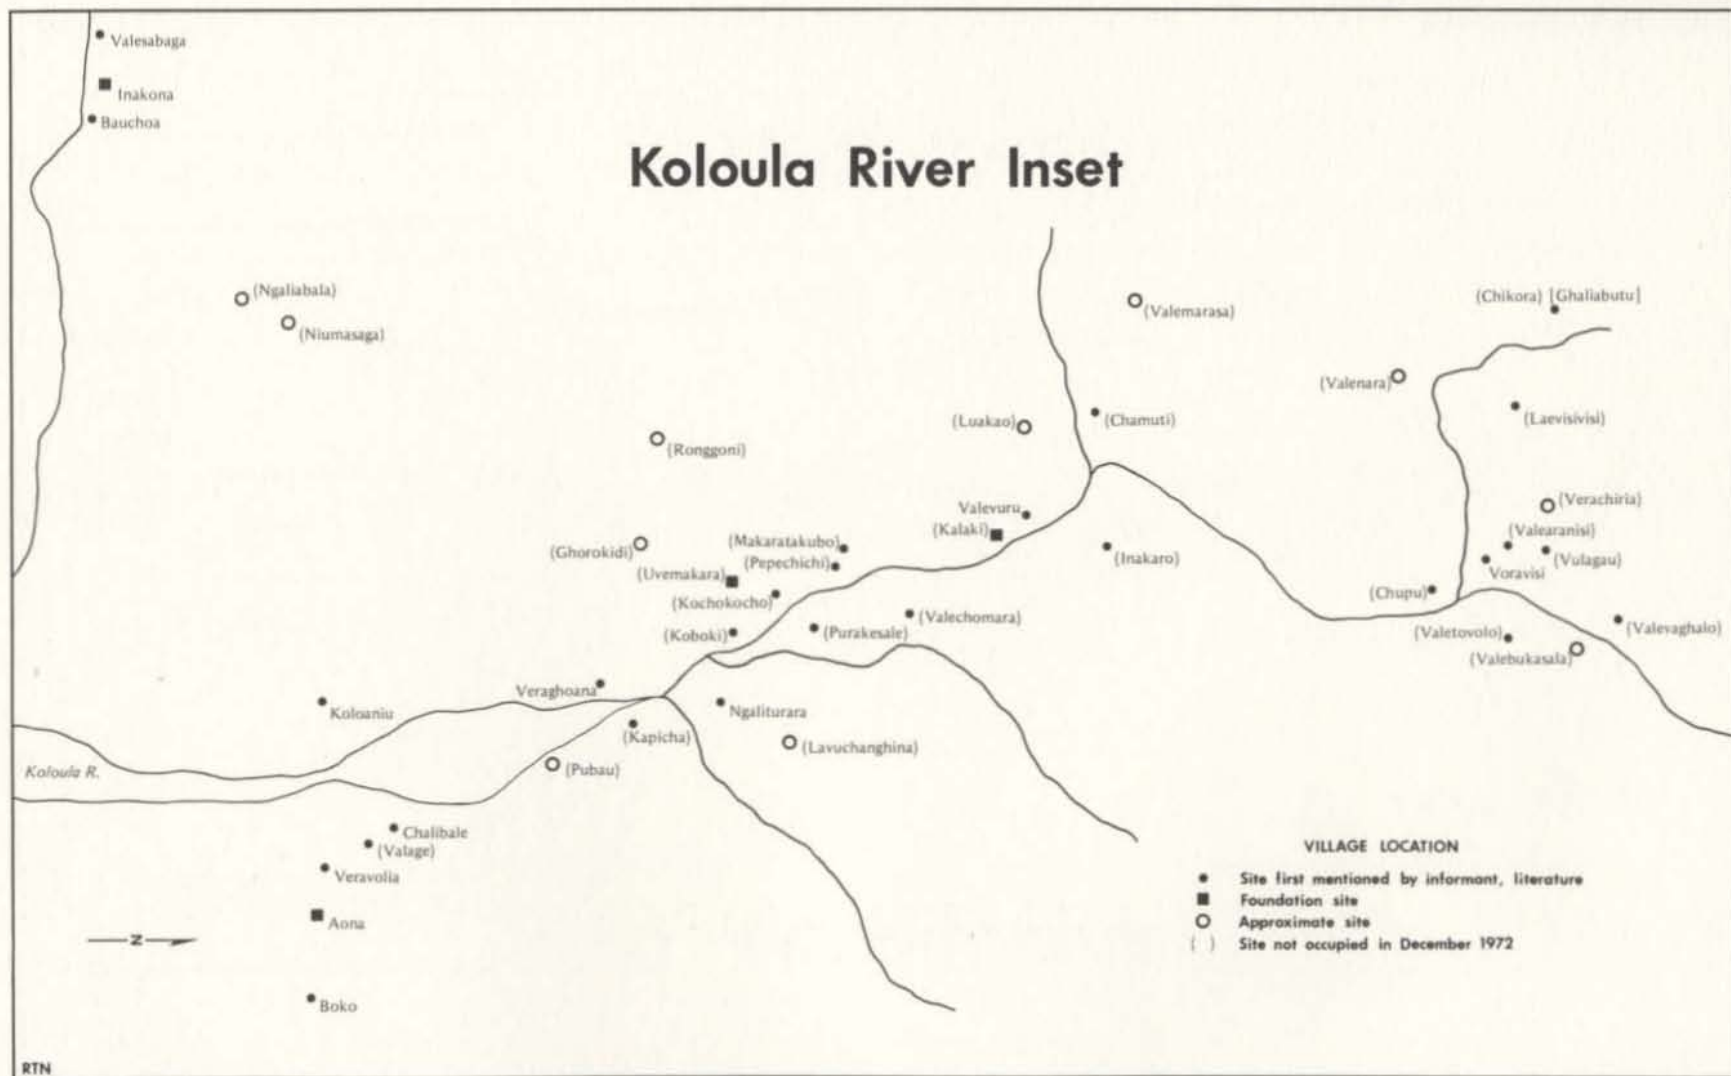 Valesabaga
Inakona
Bauchoa
Koloula River Inset
(Ngaliabala)
(Niumasaga)
(Valemarasa)
(Chikora) [Ghaliabutu]
(Valenara)
(Laevisivisi)
(Luakao)
(Chamuti)
(Ronggoni)
(Verachiria)
Valevuru
(Kalaki)
(Valearanisi)
(Vulagau)
Voravisi
(Ghorokidi)
(Makaratakubo)
(Pepechichi)
(Inakaro)
(Uvemakara)
(Kochokocho)
(Chupu)
(Koboki)
(Purakesale)
(Valechomara)
(Valetovolo)
(Valevaghalo)
(Valebukasala)
Veraghoana
Koloaniu
Ngaliturara
(Kapicha)
(Lavuchanghina)
Koloula R.
(Pubau)
Chalibale
(Valage)
Veravolia
Aona
N
Boko
VILLAGE LOCATION
Site first mentioned by informant, literature
Foundation site
Approximate site
( ) Site not occupied in December 1972
RTN